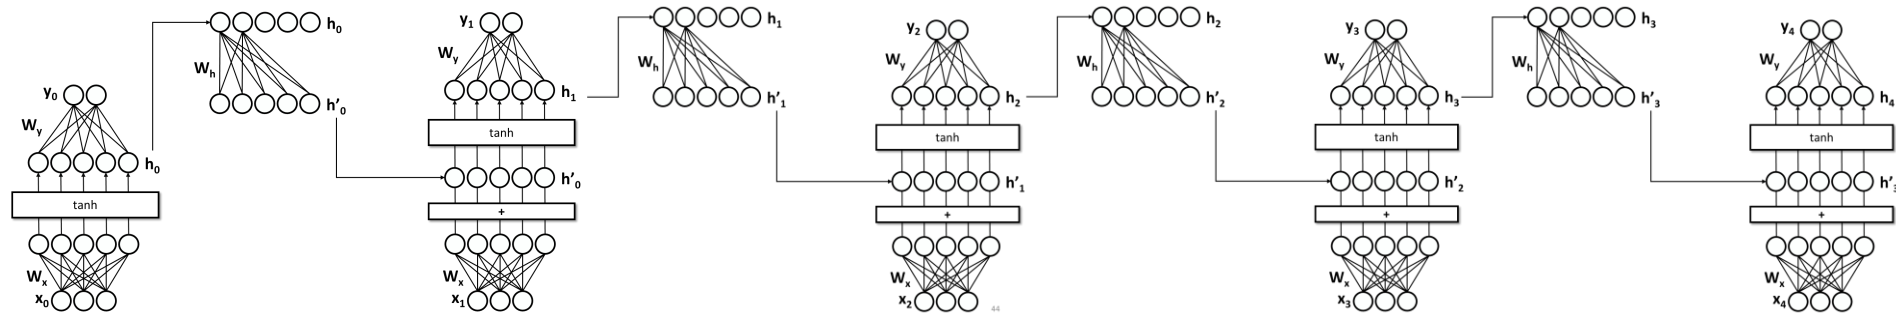 y0
Wy
h0
tanh
Wx
x0
h0
Wh
h'0
y1
Wy
h1
tanh
h'0
+
Wx
x1
h1
Wh
h'1
y2
Wy
h2
tanh
h'1
+
Wx
x2
44
h2
Wh
h'2
y3
Wy
h3
tanh
h'2
+
Wx
x3
h3
Wh
h'3
y4
Wy
h4
tanh
h'3
+
Wx
x4